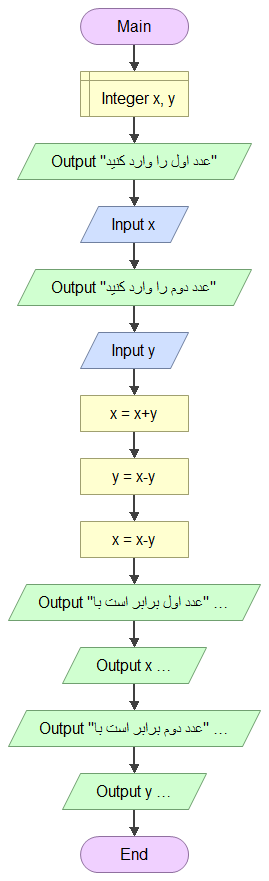 Main
Integer x, y
Output "عدد اول را وارد کنید"
Input x
Output "عدد دوم را وارد کنید"
Input y
x = x+y
y = x-y
x = x-y
Output "عدد اول برابر است با" ...
Output x ...
Output "عدد دوم برابر است با" ...
Output y ...
End